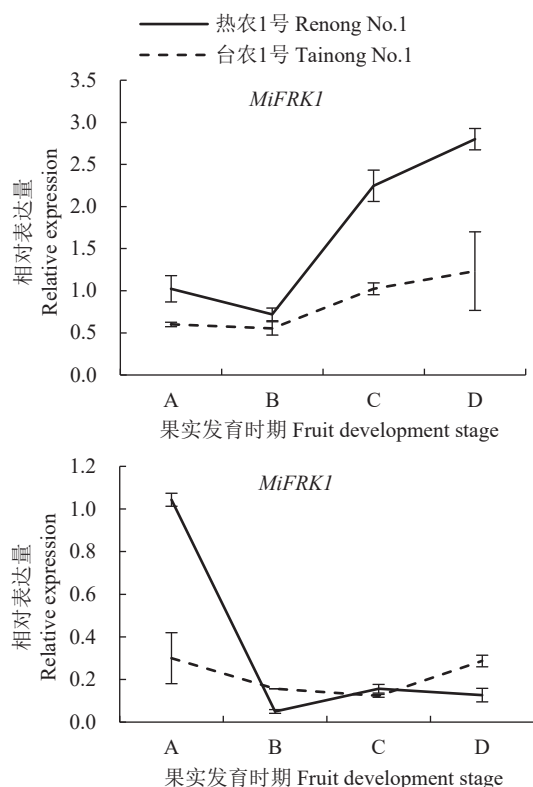 热农1号 Renong No.1
台农1号 Tainong No.1
MiFRK1
相对表达量
Relative expression
3.5
3.0
2.5
2.0
1.5
1.0
0.5
0.0
A B C D
果实发育时期 Fruit development stage
MiFRK1
相对表达量
Relative expression
1.2
1.0
0.8
0.6
0.4
0.2
0.0
A B C D
果实发育时期 Fruit development stage